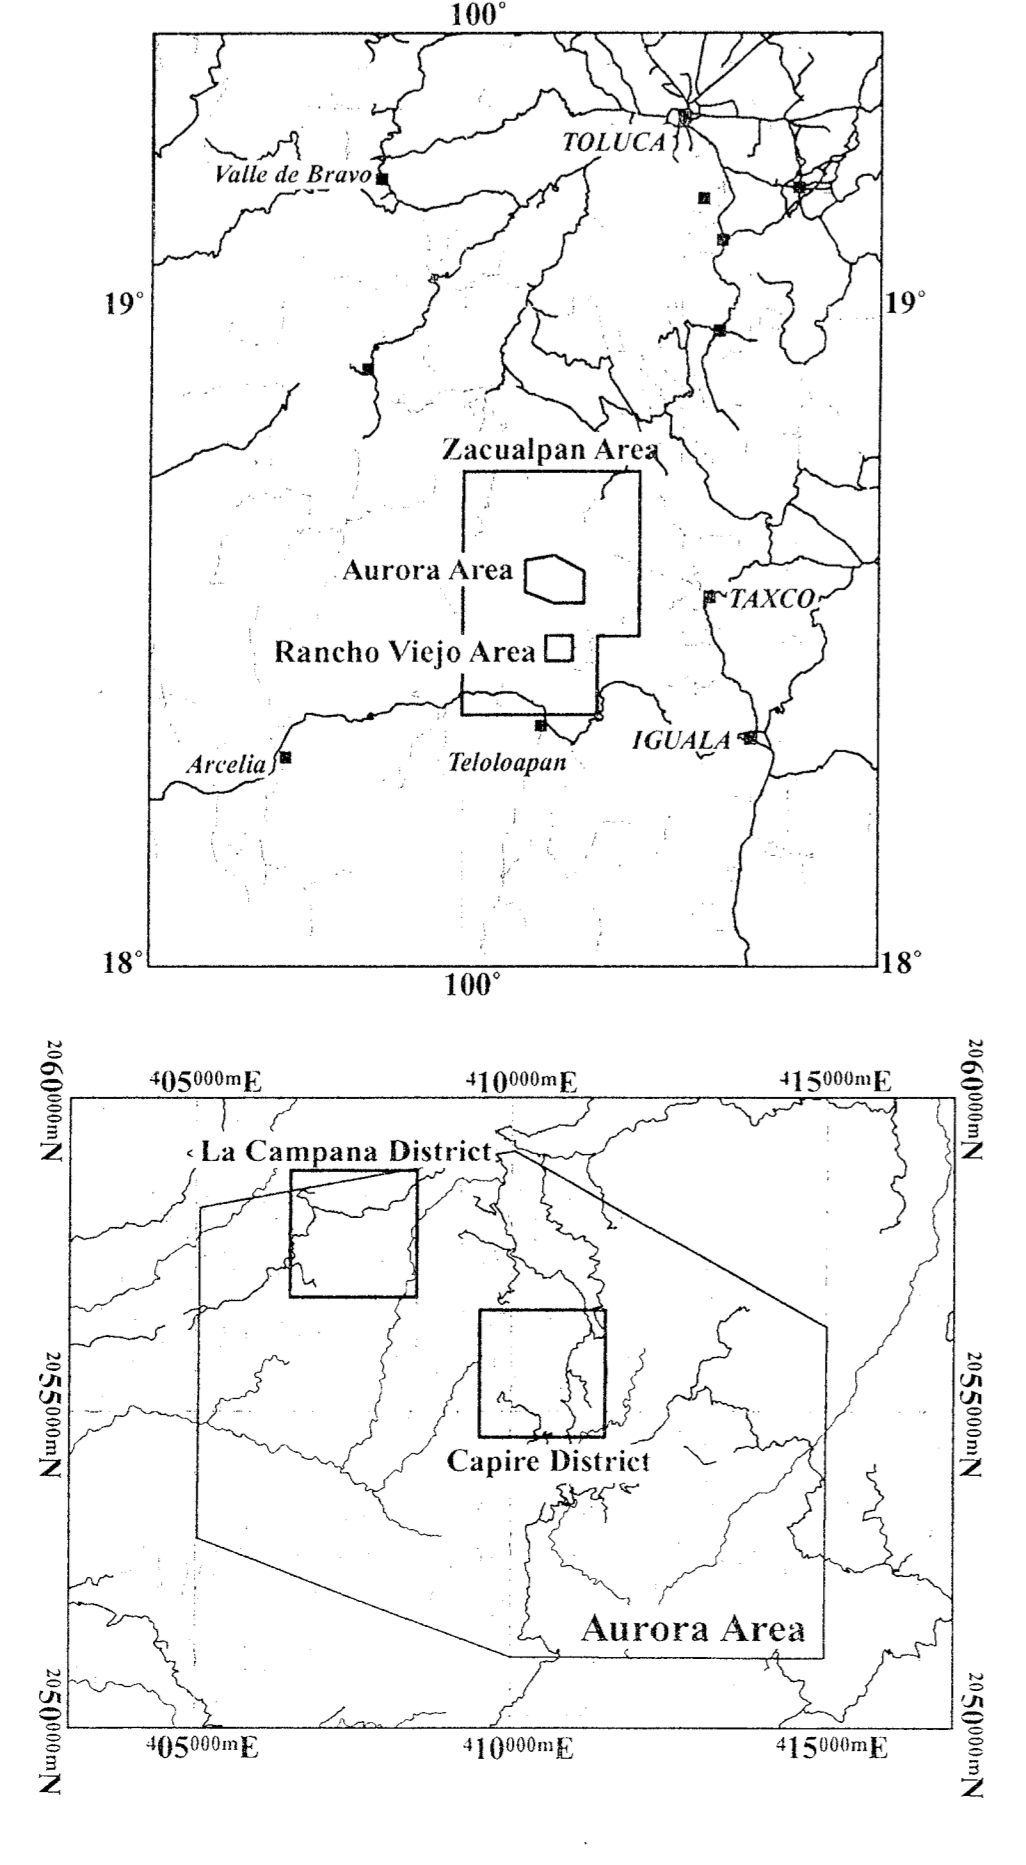 100°
TOLUCA
Valle de Bravo
19° 19°
Zacualpan Area
Aurora Area
TAXCO
Rancho Viejo Area
IGUALA
Arcelia Teloloapan
18° 18°
100°
405000mE 410000mE 415000mE
2060000mN 2060000mN
La Campana District
2055000mN 2055000mN
Capire District
Aurora Area
2050000mN 2050000mN
405000mE 410000mE 415000mE